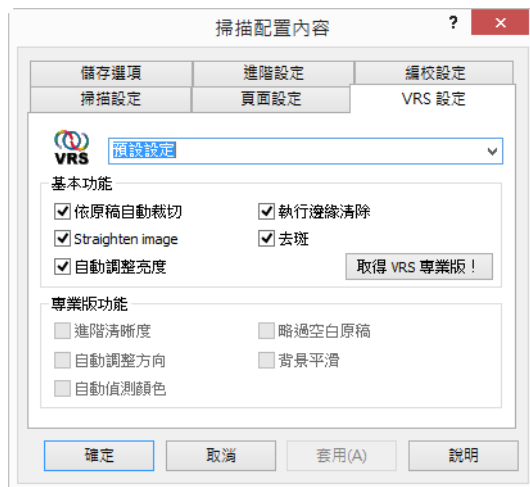 掃描配置內容
?
儲存選項 進階設定 編校設定
掃描設定 頁面設定 VRS 設定
VRS 預設設定
基本功能
依原稿自動裁切 執行邊緣清除
Straighten image 去斑
自動調整亮度 取得 VRS 專業版！
專業版功能
進階清晰度 略過空白原稿
自動調整方向 背景平滑
自動偵測顏色
確定 取消 套用(A) 說明